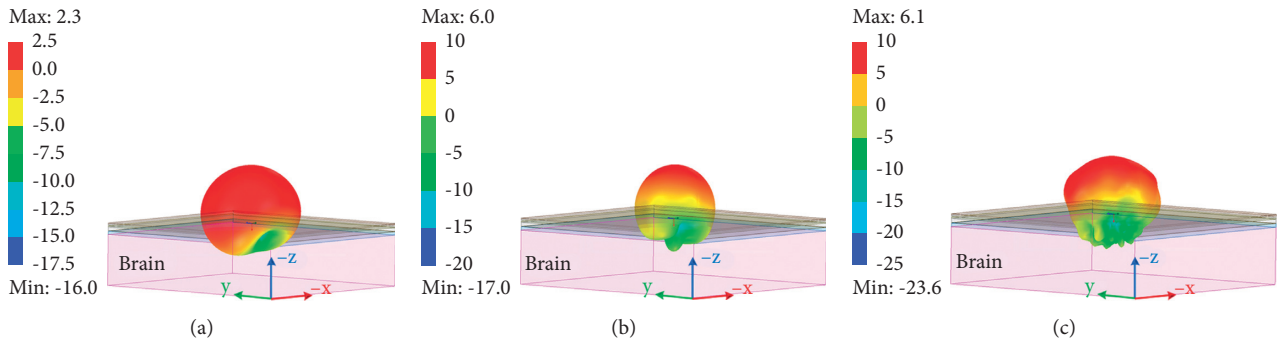 Max: 2.3
2.5
0.0
-2.5
-5.0
-7.5
-10.0
-12.5
-15.0
-17.5
Min: -16.0
Brain
−z
y
−x
(a)
Max: 6.0
10
5
0
-5
-10
-15
-20
Min: -17.0
Brain
−z
y
−x
(b)
Max: 6.1
10
5
0
-5
-10
-15
-20
-25
Min: -23.6
Brain
−z
y
−x
(c)